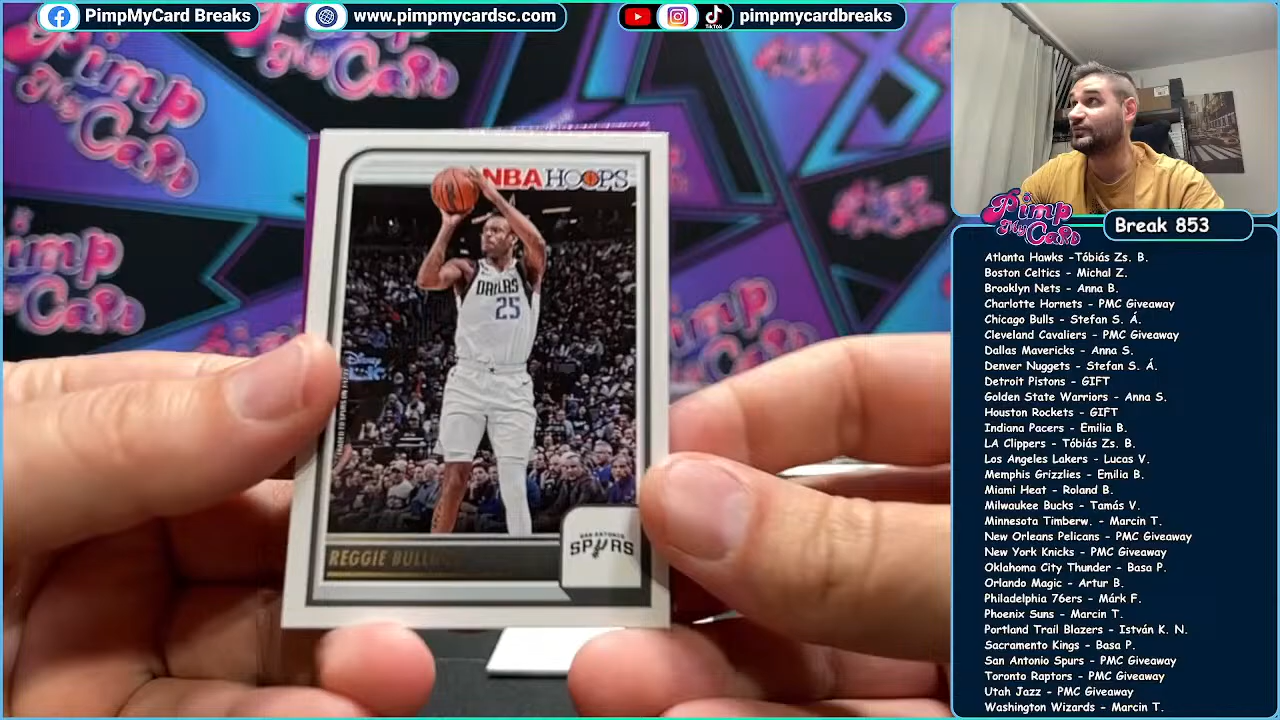 PimpMyCard Breaks
www.pimpmycardsc.com
TikTok
pimpmycardbreaks
Pimp
My Card
Break 853
NBA HOOPS
DALLAS
25
Disney
REGGIE
SAN ANTONIO
SPURS
Atlanta Hawks -Tóbiás Zs. B.
Boston Celtics - Michal Z.
Brooklyn Nets - Anna B.
Charlotte Hornets - PMC Giveaway
Chicago Bulls - Stefan S. Á.
Cleveland Cavaliers - PMC Giveaway
Dallas Mavericks - Anna S.
Denver Nuggets - Stefan S. Á.
Detroit Pistons - GIFT
Golden State Warriors - Anna S.
Houston Rockets - GIFT
Indiana Pacers - Emilia B.
LA Clippers - Tóbiás Zs. B.
Los Angeles Lakers - Lucas V.
Memphis Grizzlies - Emilia B.
Miami Heat - Roland B.
Milwaukee Bucks - Tamás V.
Minnesota Timberw. - Marcin T.
New Orleans Pelicans - PMC Giveaway
New York Knicks - PMC Giveaway
Oklahoma City Thunder - Basa P.
Orlando Magic - Artur B.
Philadelphia 76ers - Márk F.
Phoenix Suns - Marcin T.
Portland Trail Blazers - István K. N.
Sacramento Kings - Basa P.
San Antonio Spurs - PMC Giveaway
Toronto Raptors - PMC Giveaway
Utah Jazz - PMC Giveaway
Washington Wizards - Marcin T.